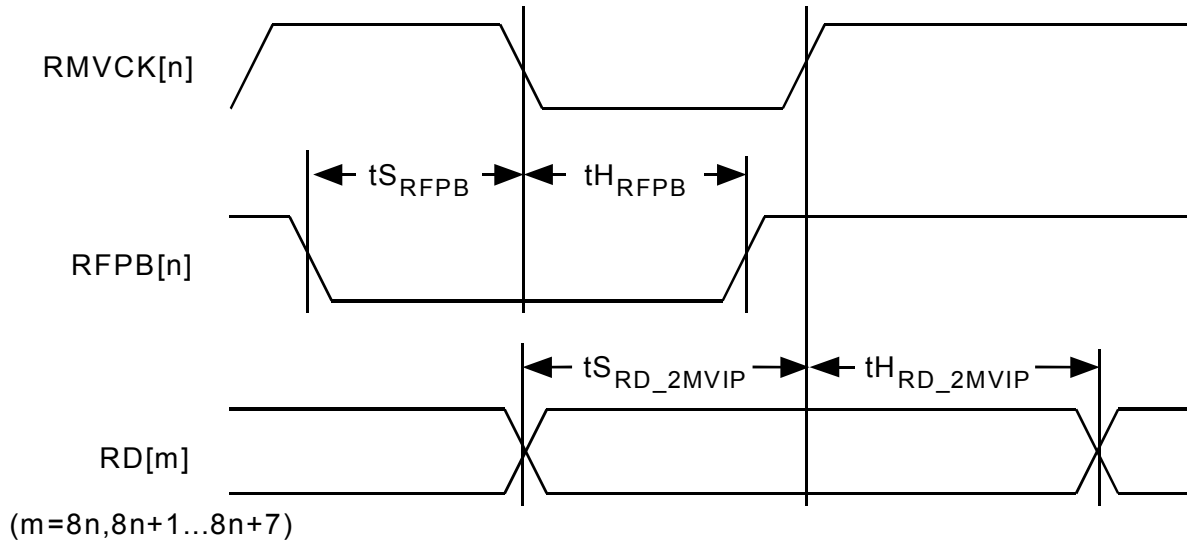 RMVCK[n]
tSRFPB
tHRFPB
RFPB[n]
tSRD_2MVIP
tHRD_2MVIP
RD[m]
(m=8n,8n+1...8n+7)